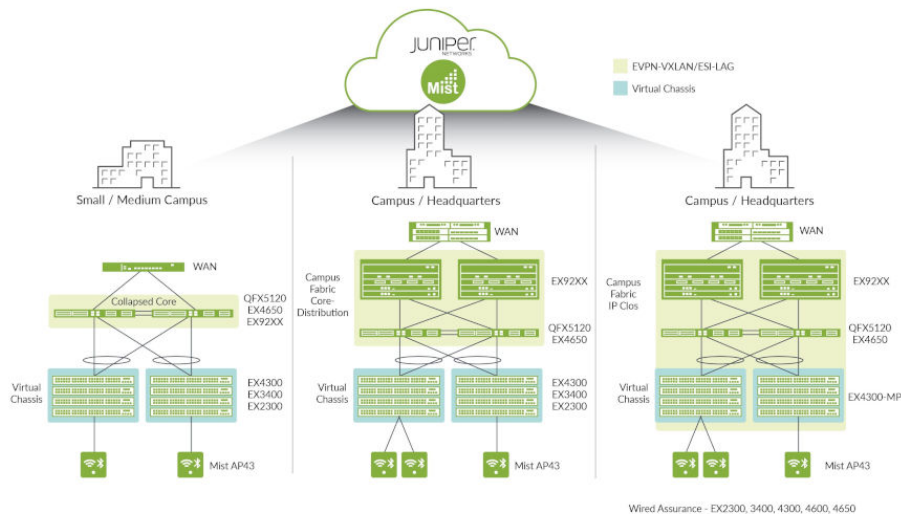 JUNIPER
NETWORKS
Mist
EVPN-VXLAN/ESI-LAG
Virtual Chassis
Small / Medium Campus
WAN
Collapsed Core
QFX5120
EX4650
EX92XX
Virtual
Chassis
EX4300
EX3400
EX2300
Mist AP43
Campus / Headquarters
WAN
Campus
Fabric
Core-
Distribution
EX92XX
QFX5120
EX4650
Virtual
Chassis
EX4300
EX3400
EX2300
Mist AP43
Campus / Headquarters
WAN
Campus
Fabric
IP Clos
EX92XX
QFX5120
EX4650
Virtual
Chassis
EX4300-MP
Mist AP43
Wired Assurance - EX2300, 3400, 4300, 4600, 4650